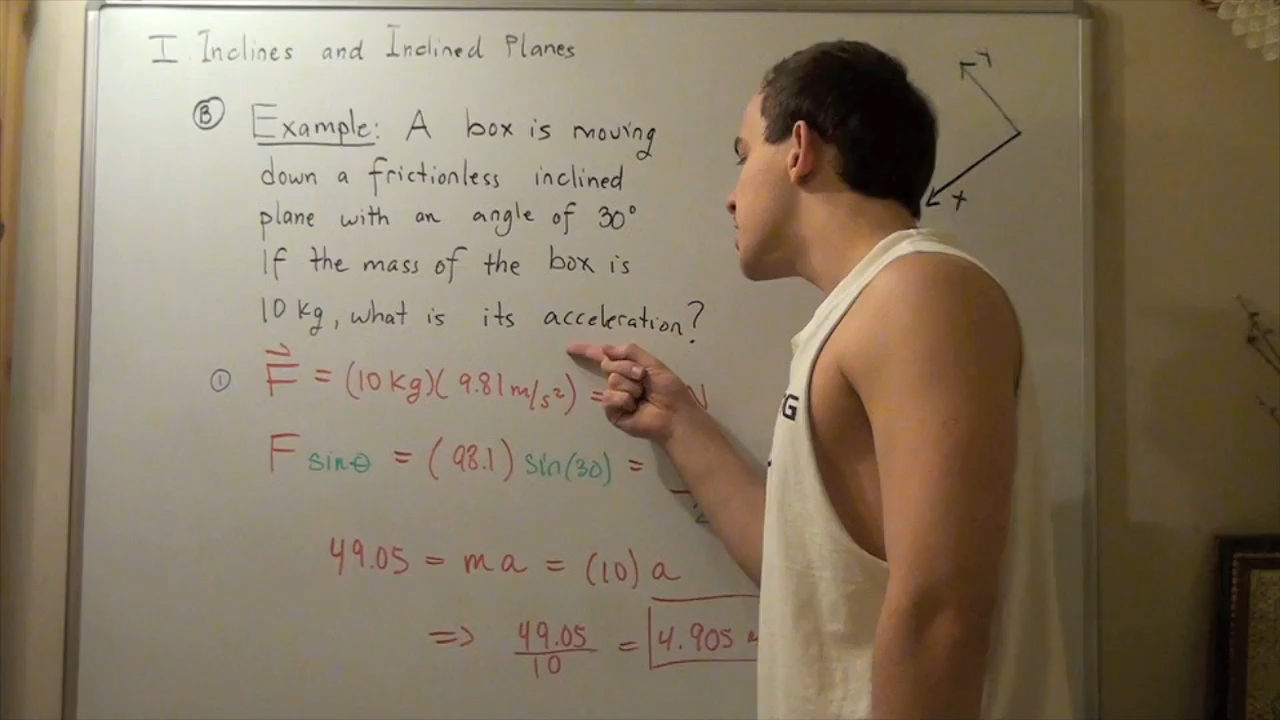 I. Inclines and Inclined Planes
B Example: A box is moving
down a frictionless inclined
plane with an angle of 30°
If the mass of the box is
10 kg, what is its acceleration?
① F⃗ = (10 kg)(9.81 m/s²) = N
F sinθ = (98.1) sin(30) =
49.05 = ma = (10) a
=> 49.05/10 = 4.905
Y
X
G